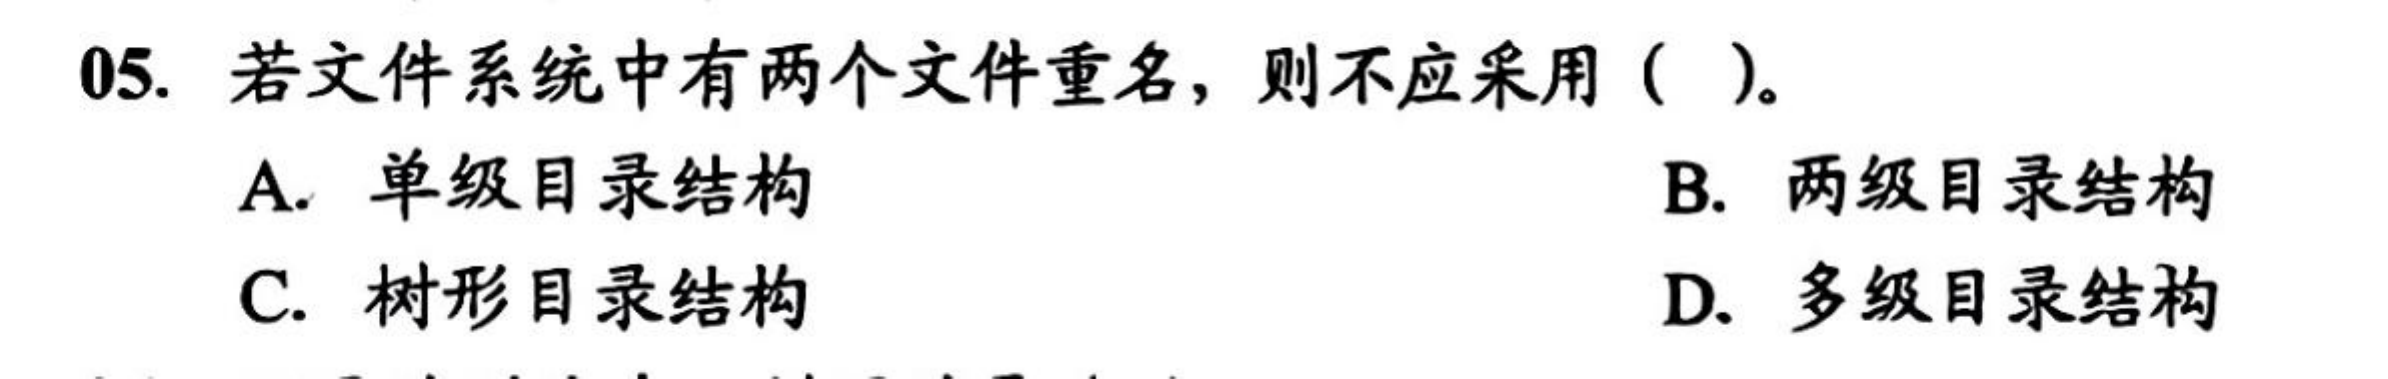 05. 若文件系统中有两个文件重名，则不应采用（ ）。
A. 单级目录结构 B. 两级目录结构
C. 树形目录结构 D. 多级目录结构